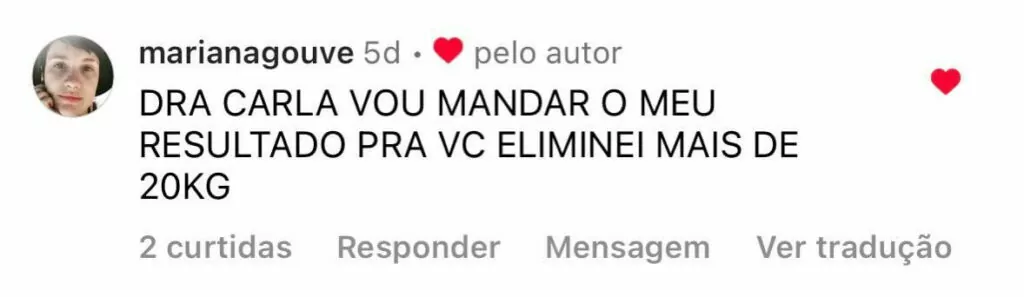 marianagouve 5d • ❤️ pelo autor
DRA CARLA VOU MANDAR O MEU
RESULTADO PRA VC ELIMINEI MAIS DE
20KG
2 curtidas Responder Mensagem Ver tradução